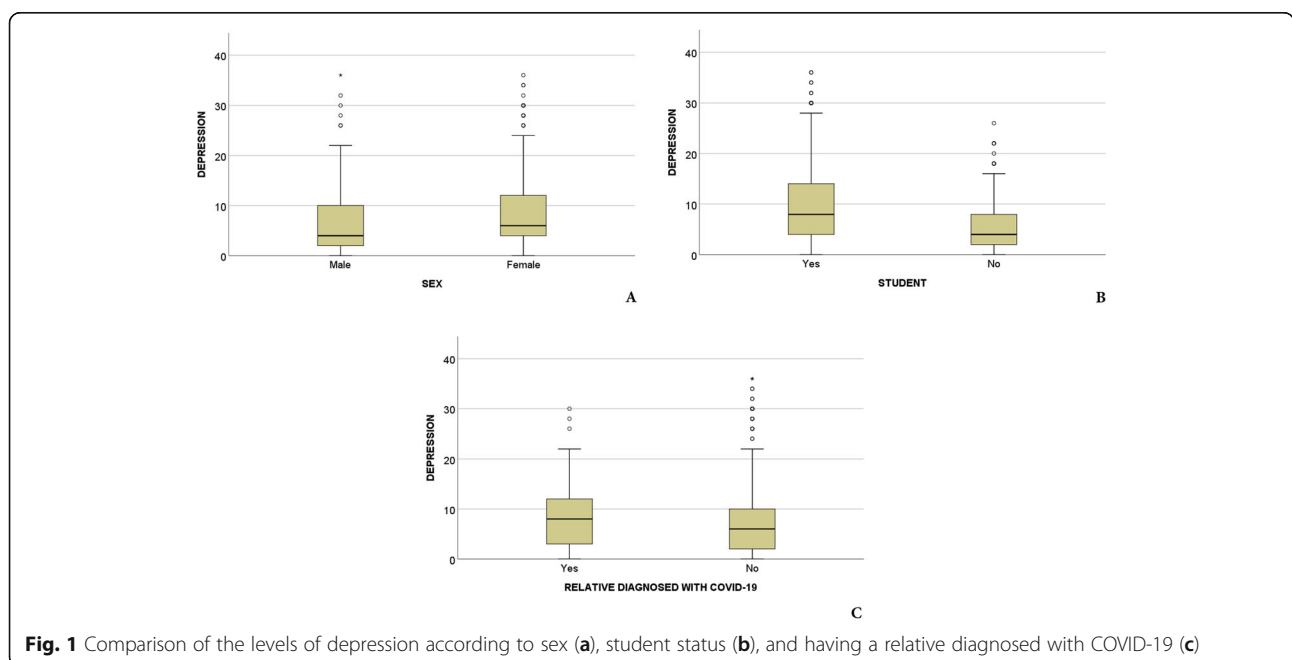 40
30
20
10
0
DEPRESSION
Male Female
SEX
A
40
30
20
10
0
DEPRESSION
Yes No
STUDENT
B
40
30
20
10
0
DEPRESSION
Yes No
RELATIVE DIAGNOSED WITH COVID-19
C
Fig. 1 Comparison of the levels of depression according to sex (a), student status (b), and having a relative diagnosed with COVID-19 (c)